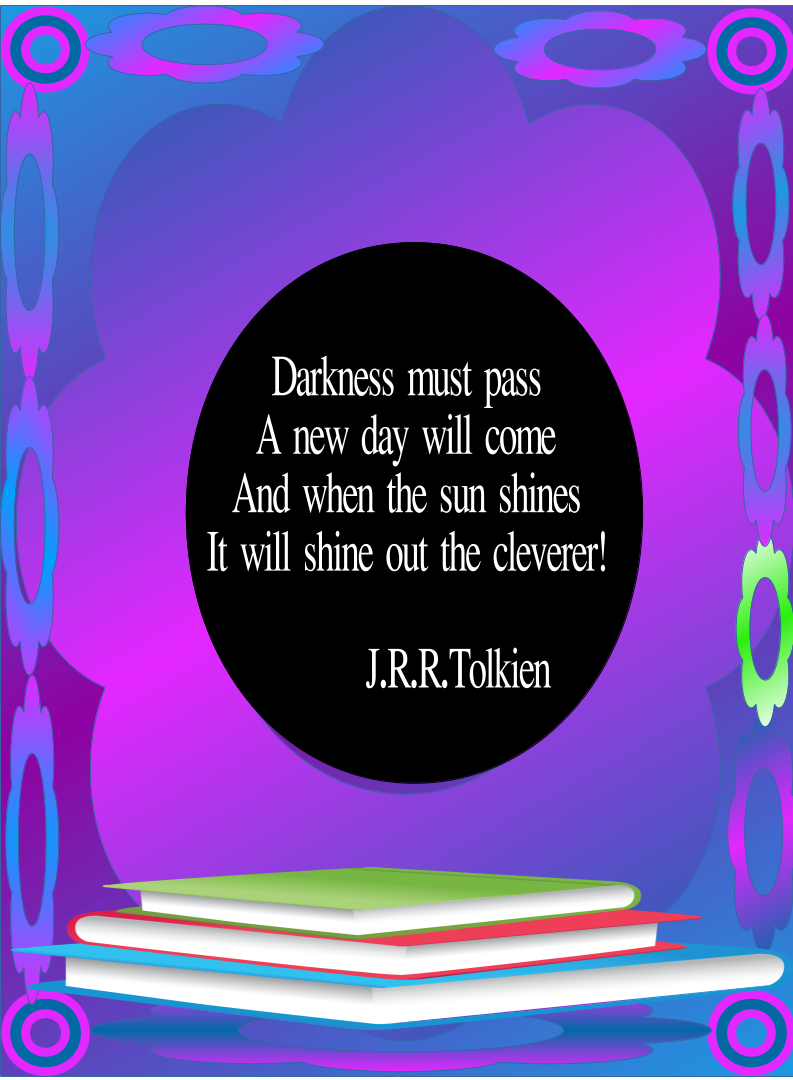 Darkness must pass
A new day will come
And when the sun shines
It will shine out the cleverer!
J.R.R.Tolkien